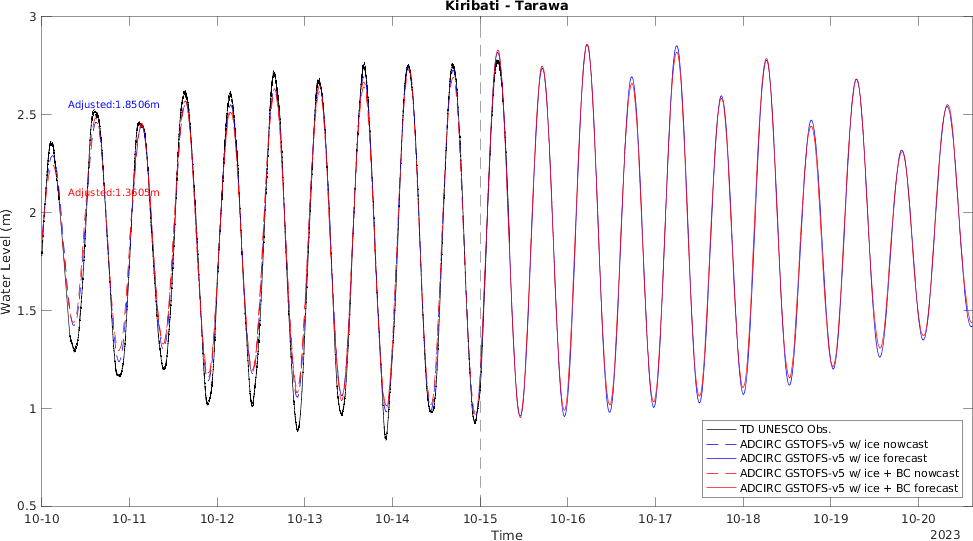 Kiribati - Tarawa
3
2.5
2
1.5
1
0.5
Water Level (m)
Adjusted:1.8506m
Adjusted:1.3605m
TD UNESCO Obs.
ADCIRC GSTOFS-v5 w/ ice nowcast
ADCIRC GSTOFS-v5 w/ ice forecast
ADCIRC GSTOFS-v5 w/ ice + BC nowcast
ADCIRC GSTOFS-v5 w/ ice + BC forecast
10-10 10-11 10-12 10-13 10-14 10-15 10-16 10-17 10-18 10-19 10-20
Time
2023